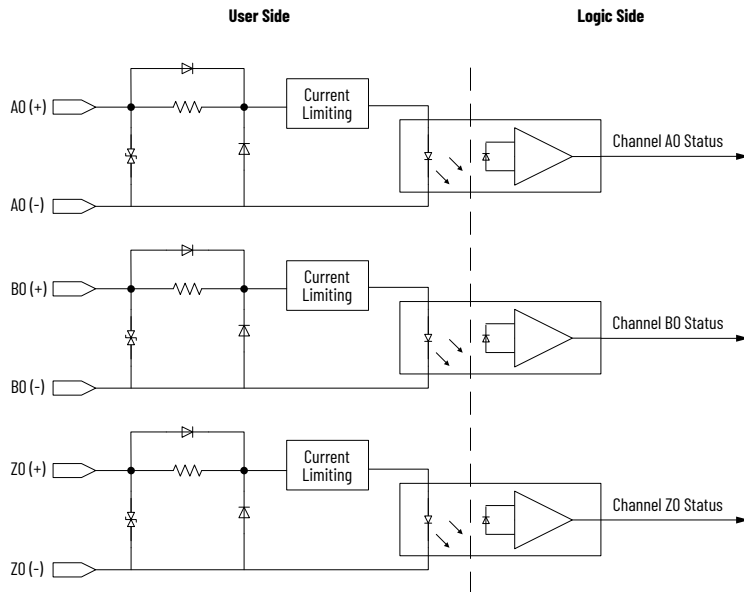 User Side
Logic Side
A0 (+)
Current
Limiting
Channel A0 Status
A0 (-)
B0 (+)
Current
Limiting
Channel B0 Status
B0 (-)
Z0 (+)
Current
Limiting
Channel Z0 Status
Z0 (-)